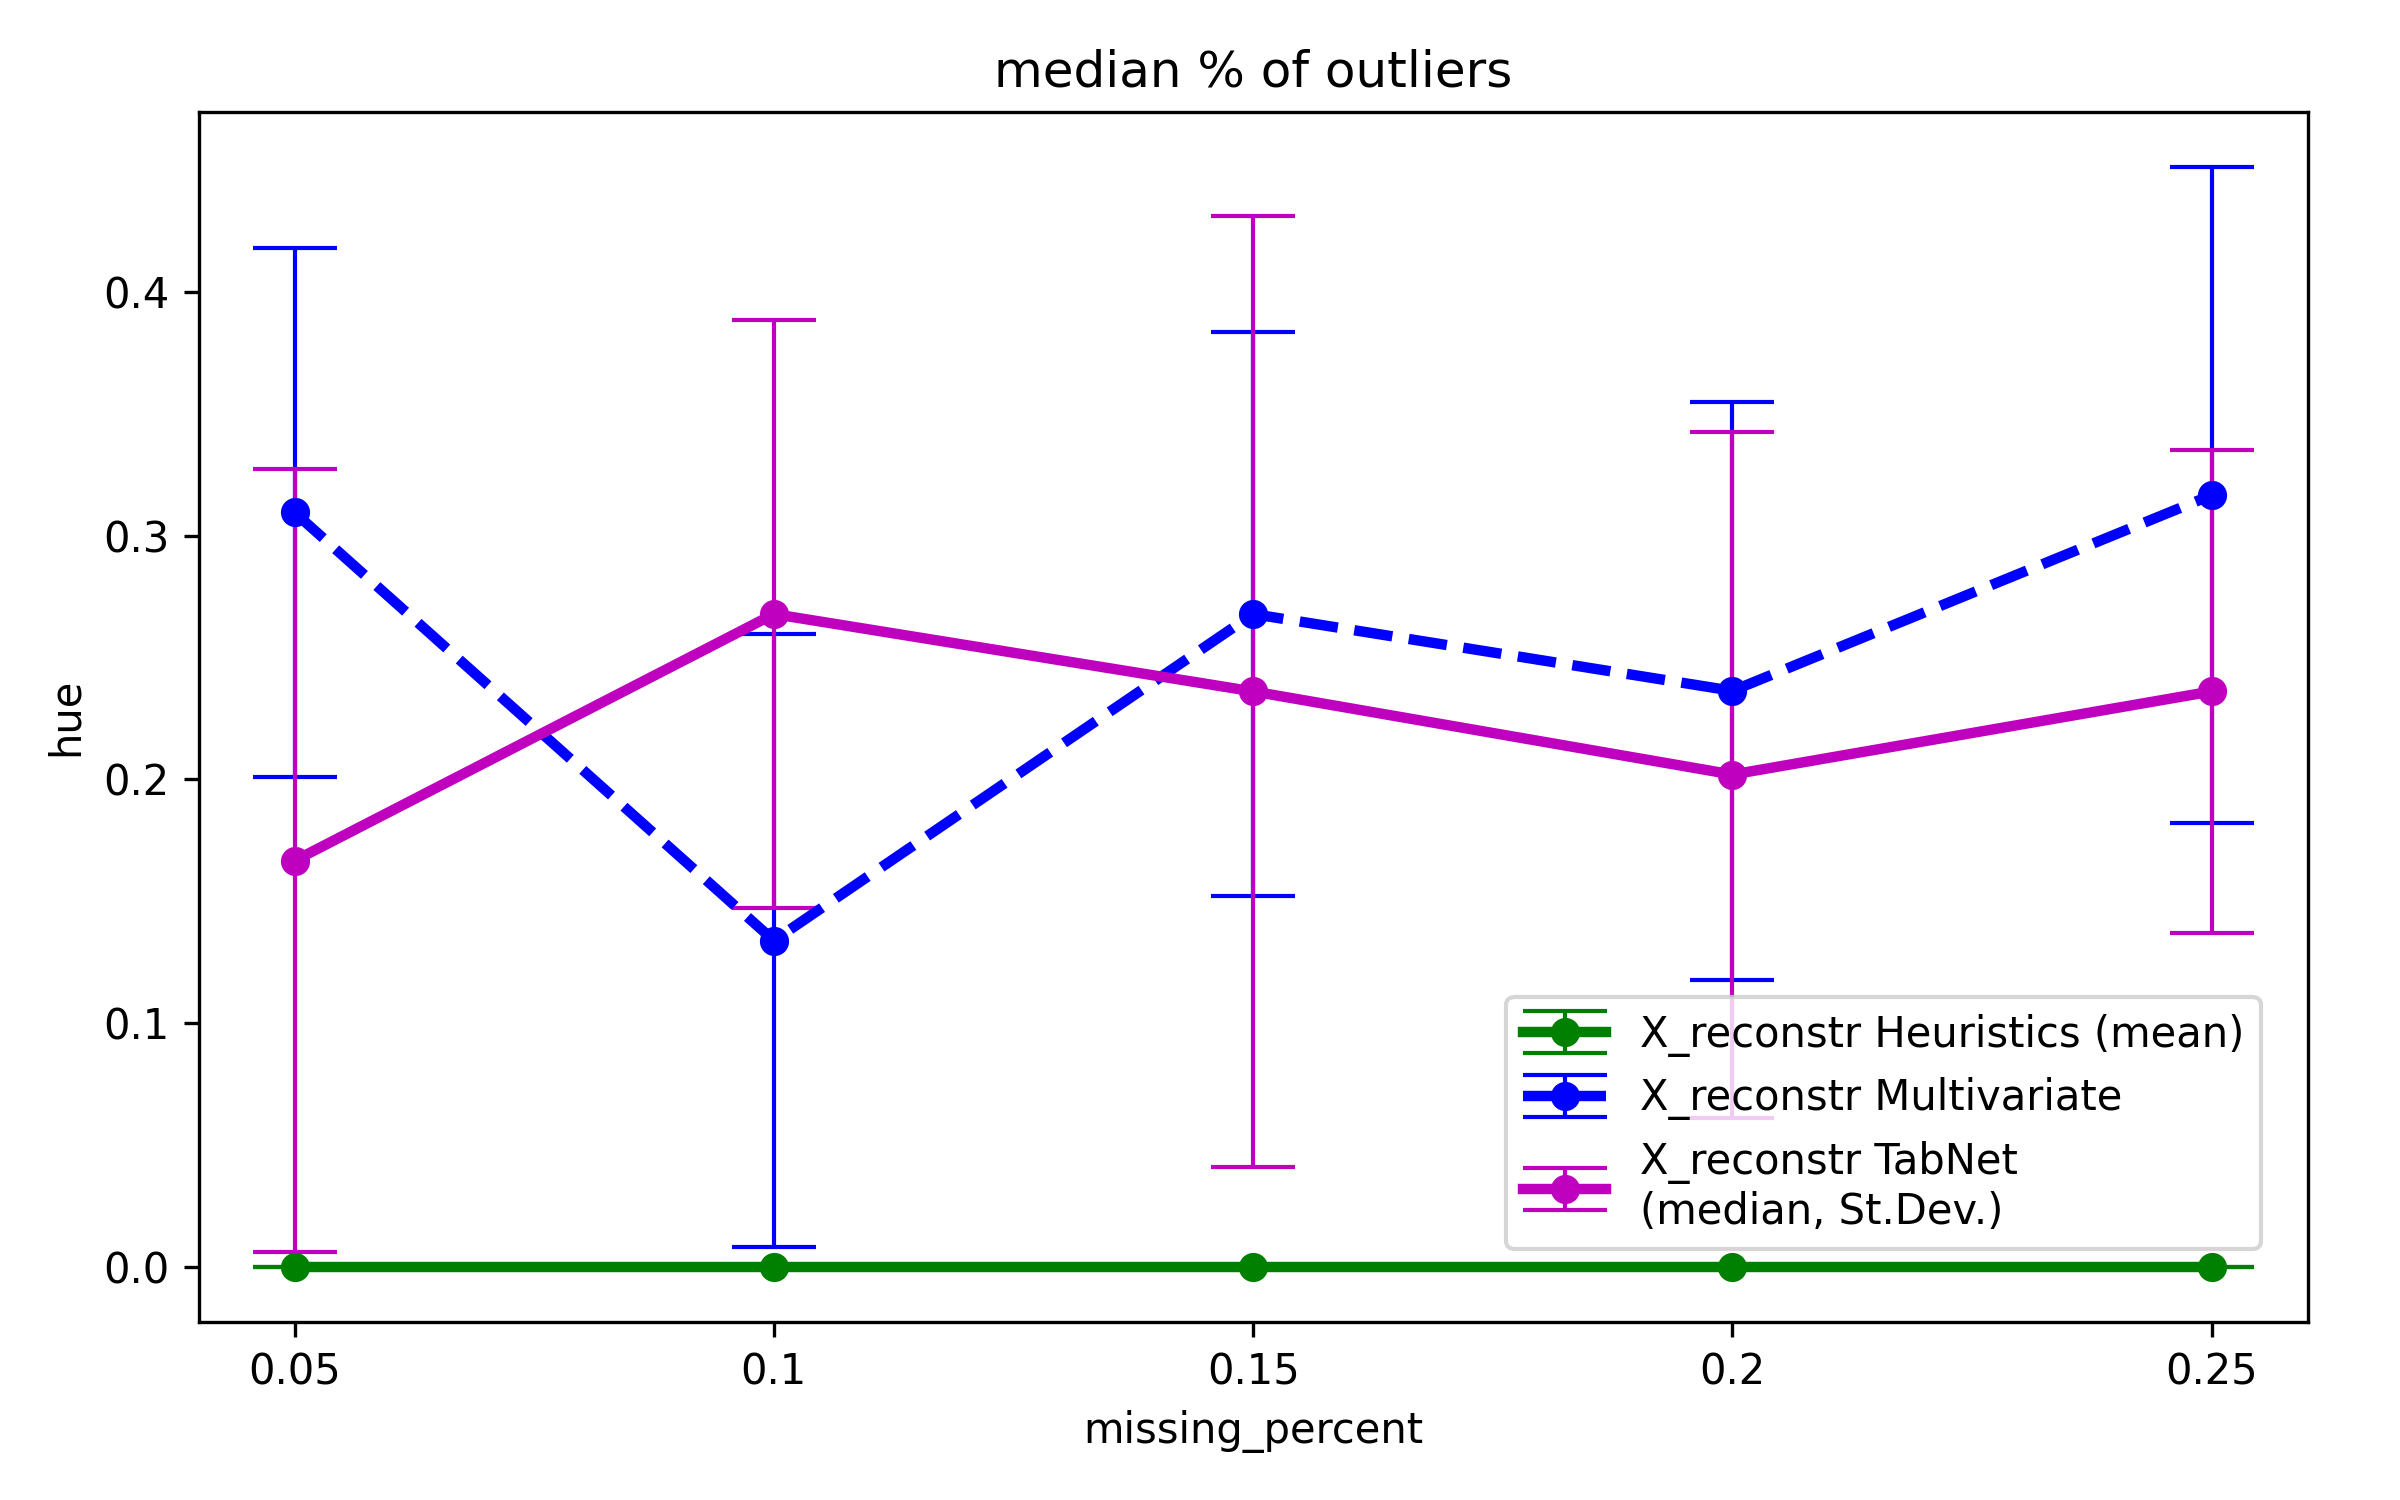 median % of outliers
hue
0.4
0.3
0.2
0.1
0.0
X_reconstr Heuristics (mean)
X_reconstr Multivariate
X_reconstr TabNet
(median, St.Dev.)
0.05
0.1
0.15
0.2
0.25
missing_percent